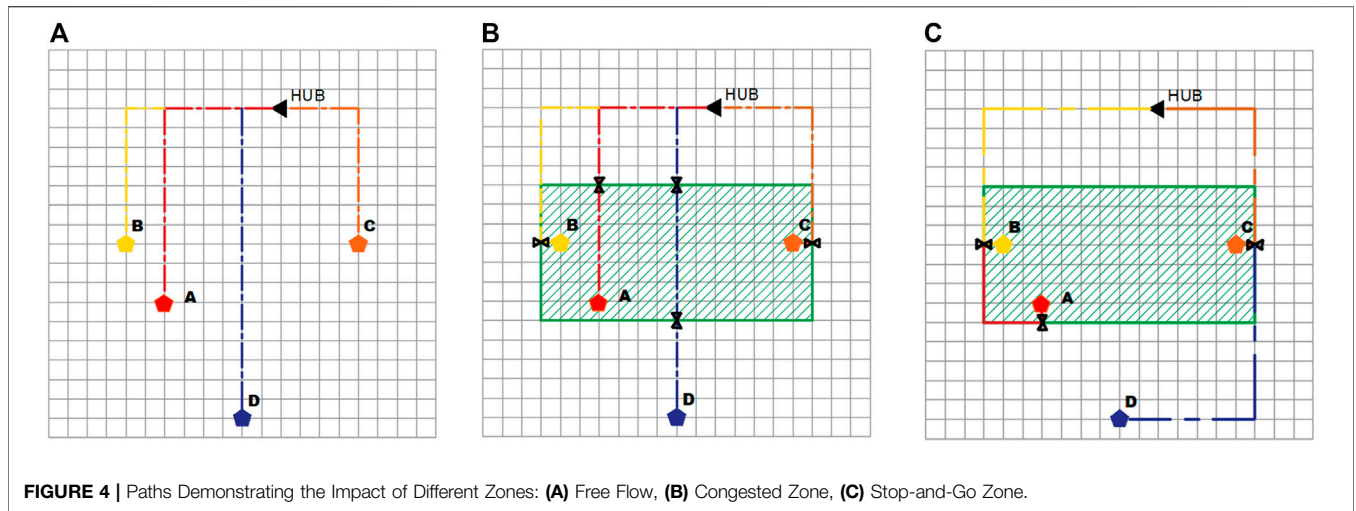 A
B
C
HUB
B
C
A
D
HUB
B
C
A
D
HUB
B
C
A
D
FIGURE 4 | Paths Demonstrating the Impact of Different Zones: (A) Free Flow, (B) Congested Zone, (C) Stop-and-Go Zone.